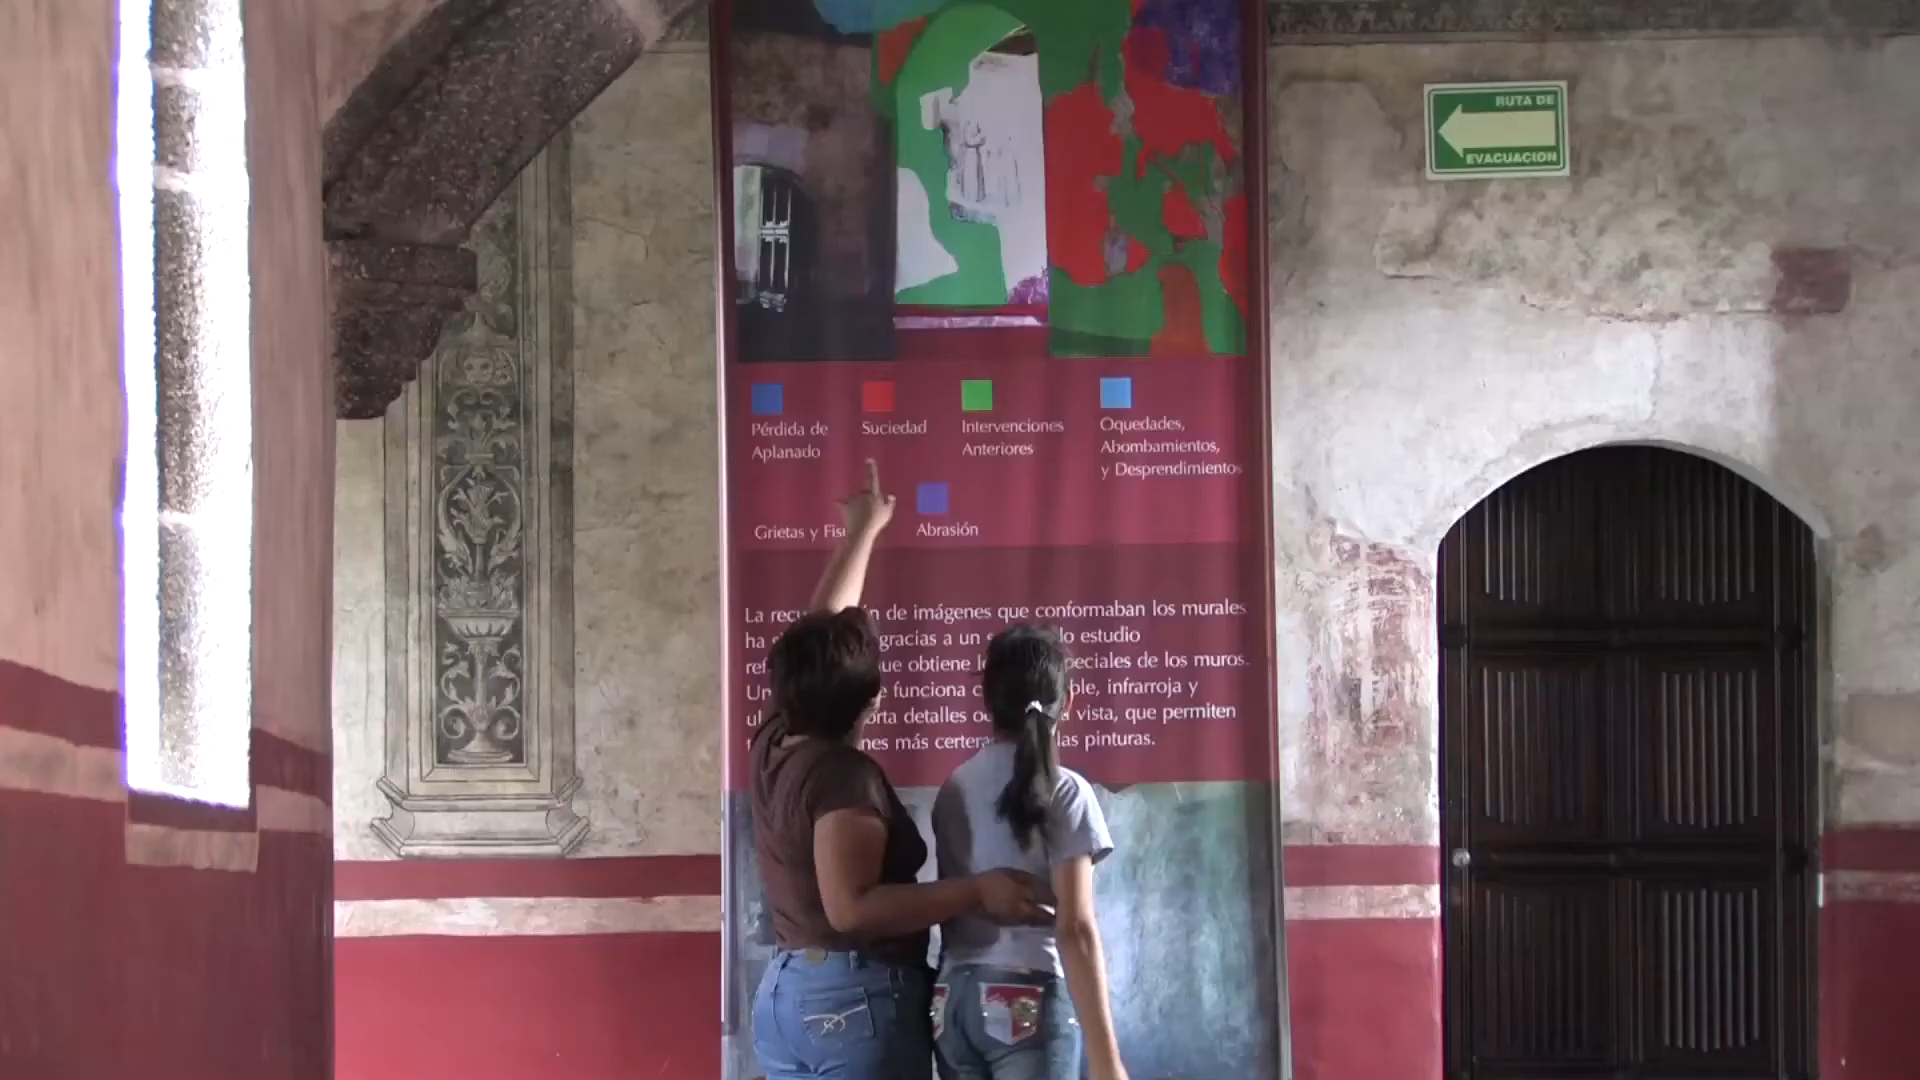 RUTA DE
EVACUACIÓN
Pérdida de
Aplanado
Suciedad
Intervenciones
Anteriores
Oquedades,
Abombamientos,
y Desprendimientos
Grietas y
Abrasión
La de imágenes que conformaban los murales
ha gracias a un estudio
que obtiene de los muros.
funciona infrarroja y
detalles vista, que permiten
más las pinturas.